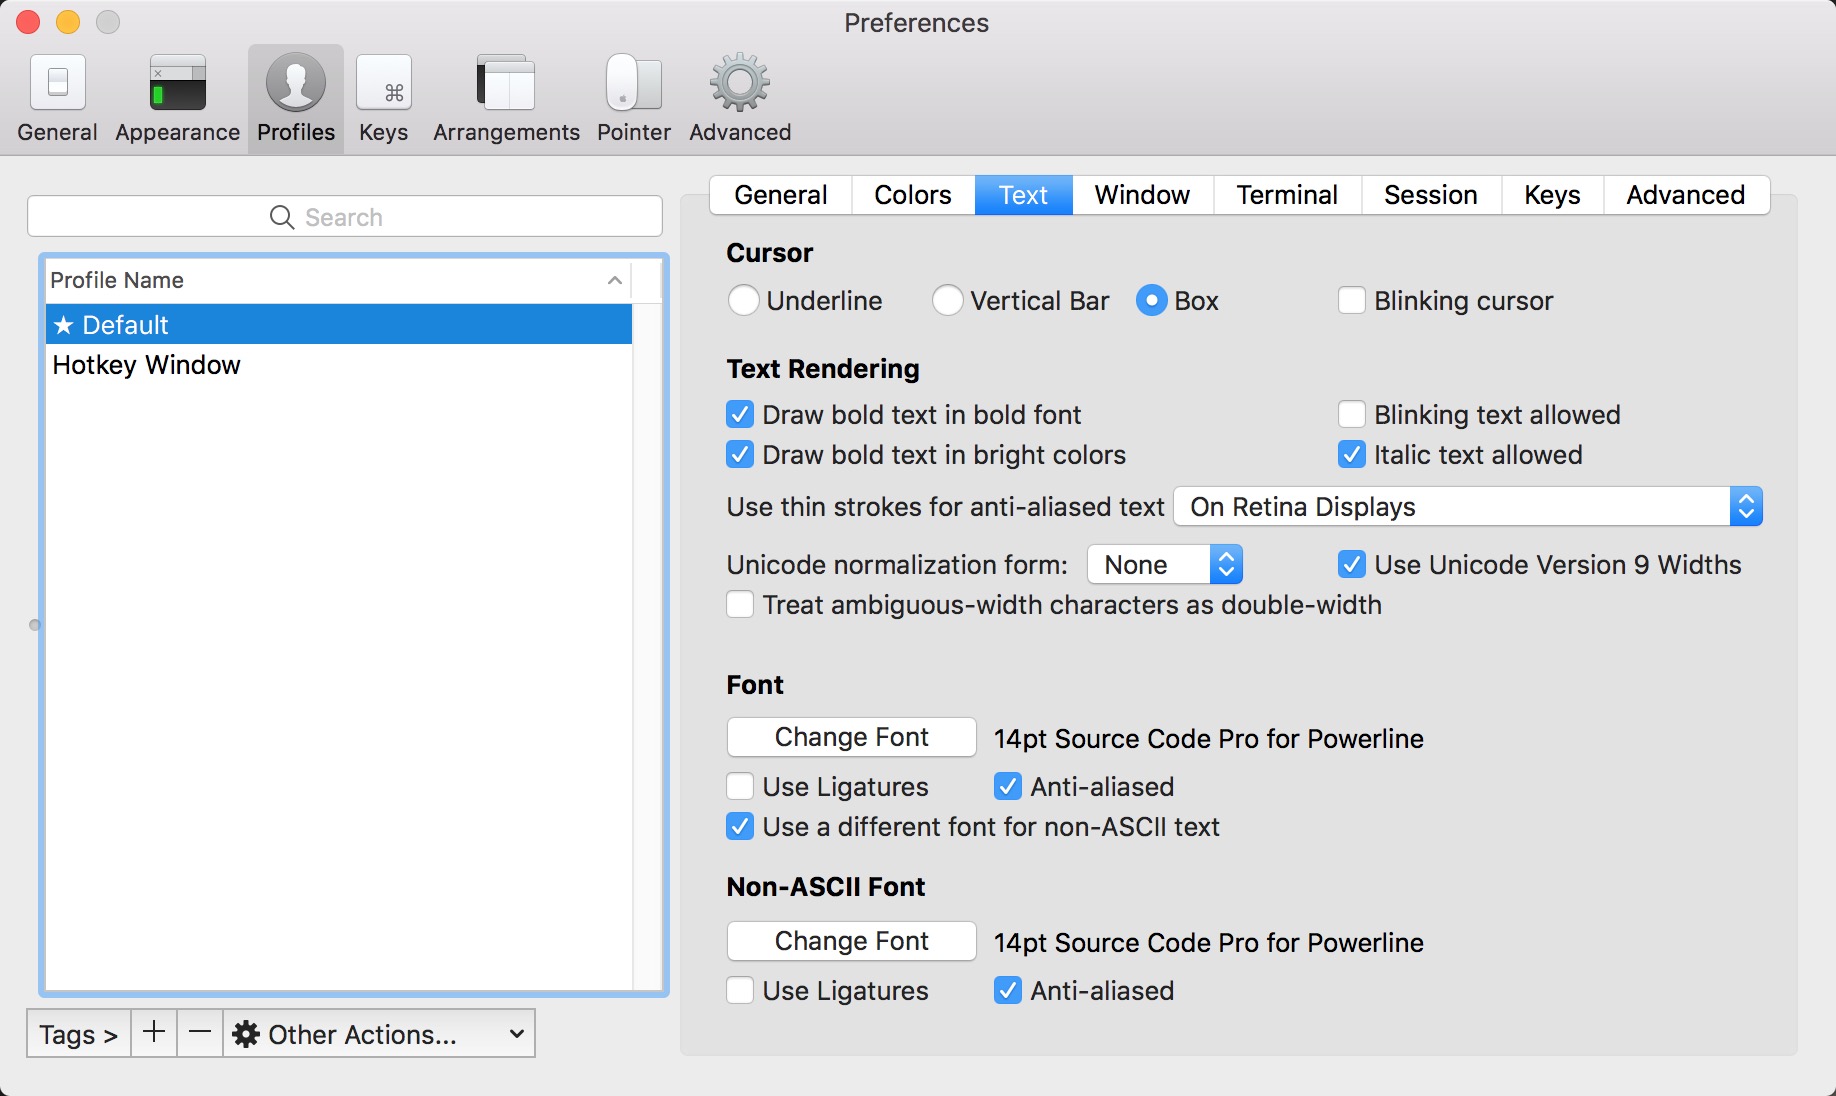 Preferences
General Appearance Profiles Keys Arrangements Pointer Advanced
Search
Profile Name
★ Default
Hotkey Window
Tags > + − Other Actions...
General Colors Text Window Terminal Session Keys Advanced
Cursor
Underline Vertical Bar Box Blinking cursor
Text Rendering
Draw bold text in bold font Blinking text allowed
Draw bold text in bright colors Italic text allowed
Use thin strokes for anti-aliased text On Retina Displays
Unicode normalization form: None Use Unicode Version 9 Widths
Treat ambiguous-width characters as double-width
Font
Change Font 14pt Source Code Pro for Powerline
Use Ligatures Anti-aliased
Use a different font for non-ASCII text
Non-ASCII Font
Change Font 14pt Source Code Pro for Powerline
Use Ligatures Anti-aliased